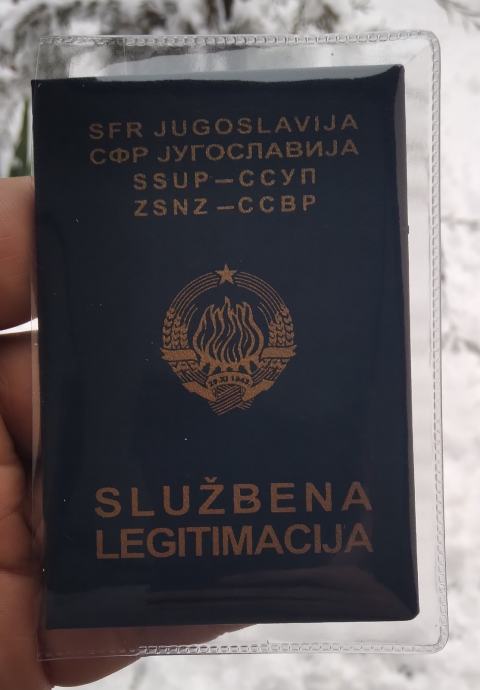 SFR JUGOSLAVIJA
СФР ЈУГОСЛАВИЈА
SSUP—ССУП
ZSNZ—ССВР
29·XI·1943
SLUŽBENA
LEGITIMACIJA